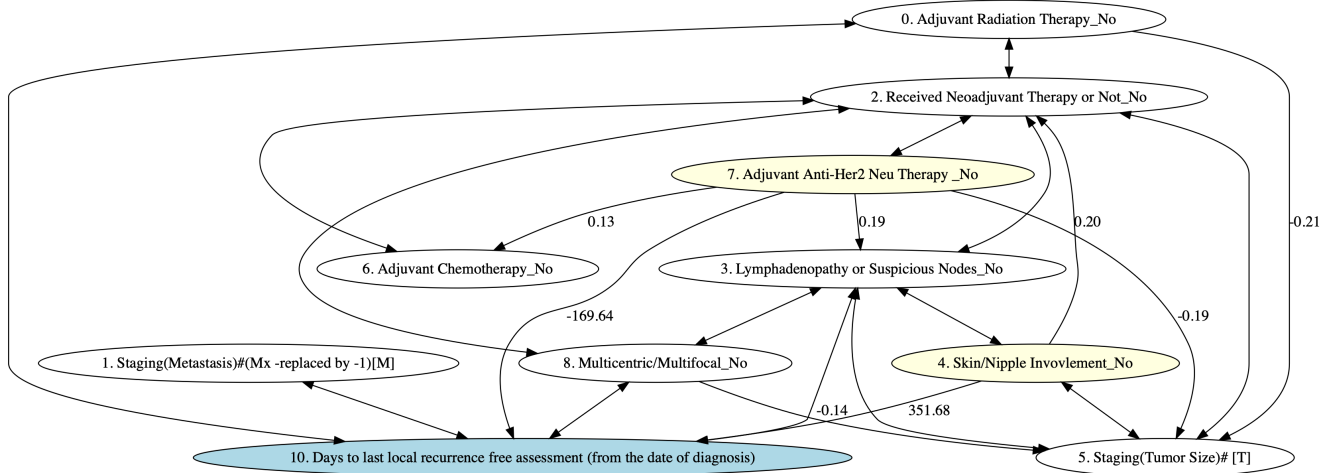 0. Adjuvant Radiation Therapy_No
2. Received Neoadjuvant Therapy or Not_No
7. Adjuvant Anti-Her2 Neu Therapy _No
0.13
0.19
0.20
-0.21
6. Adjuvant Chemotherapy_No
3. Lymphadenopathy or Suspicious Nodes_No
-169.64
-0.19
1. Staging(Metastasis)#(Mx -replaced by -1)[M]
8. Multicentric/Multifocal_No
4. Skin/Nipple Invovlement_No
-0.14
351.68
10. Days to last local recurrence free assessment (from the date of diagnosis)
5. Staging(Tumor Size)# [T]